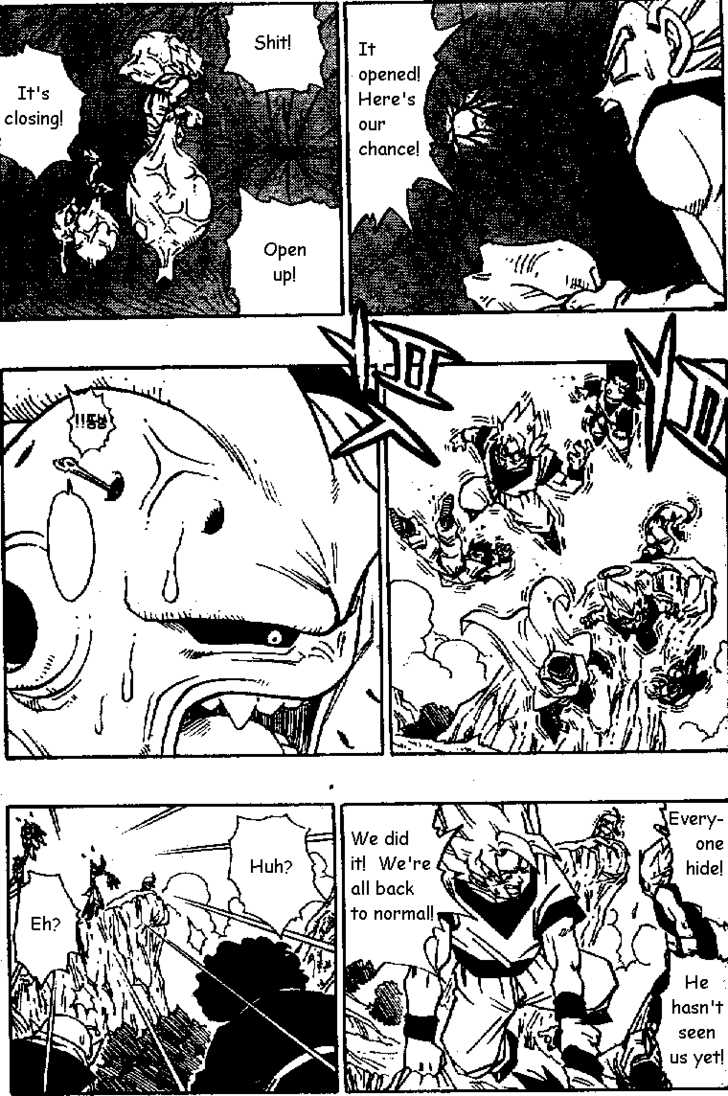 It
opened!
Here's
our
chance!
Shit!
Open
up!
It's
closing!
Every-
one
hide!
He
hasn't
seen
us yet!
We did
it! We're
all back
to normal!
Huh?
Eh?